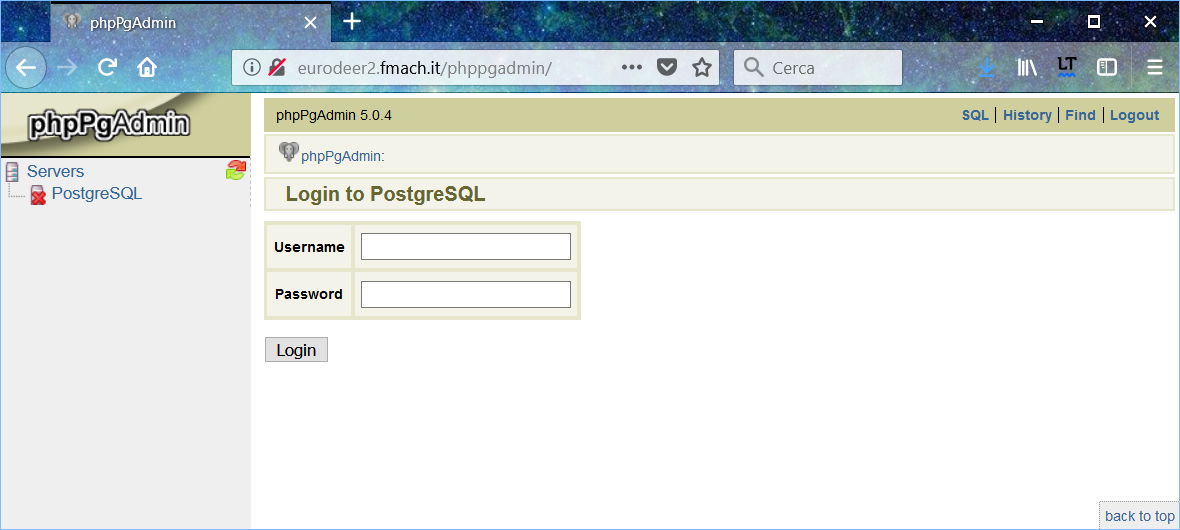 phpPgAdmin
eurodeer2.fmach.it/phppgadmin/
Cerca
LT
phpPgAdmin
phpPgAdmin 5.0.4
SQL | History | Find | Logout
Servers
PostgreSQL
phpPgAdmin:
Login to PostgreSQL
Username
Password
Login
back to top